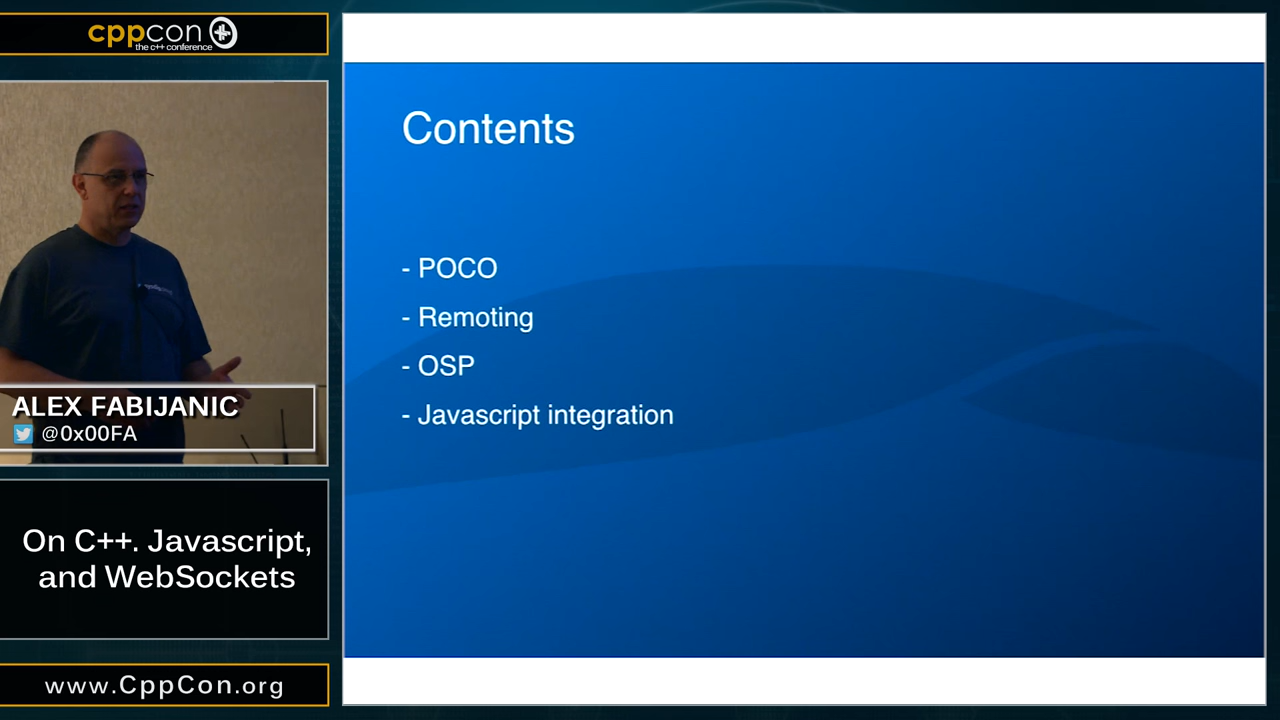 cppcon
the c++ conference
ALEX FABIJANIC
@0x00FA
On C++. Javascript,
and WebSockets
www.CppCon.org
Contents
- POCO
- Remoting
- OSP
- Javascript integration